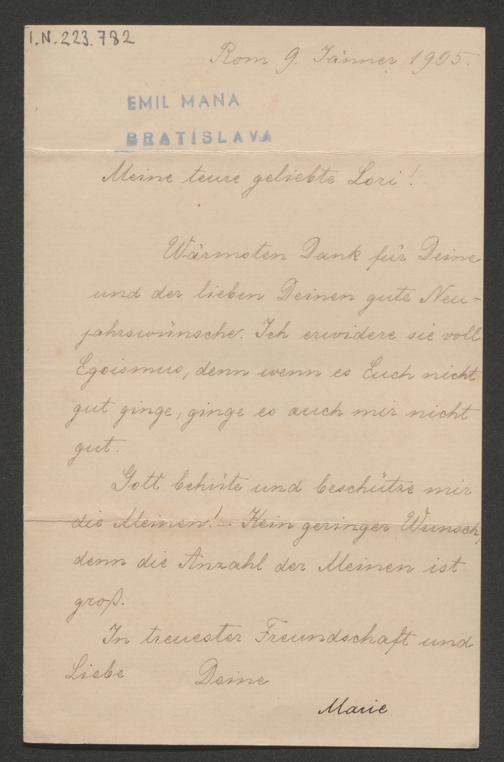 I.N. 223.782
Rom 9. Jänner 1905.
EMIL MANA
BRATISLAVA
Meine teure geliebte Lori!
Wärmsten Dank für Deine
und der lieben Deinen gute Neu-
jahrswünsche. Ich erwidere sie voll
Egoismus, denn wenn es Euch nicht
gut ginge, ginge es auch mir nicht
gut.
Gott behüte und beschütze mir
die Meinen! – Kein geringer Wunsch,
denn die Anzahl der Meinen ist
groß.
In treuester Freundschaft und
Liebe Deine
Marie